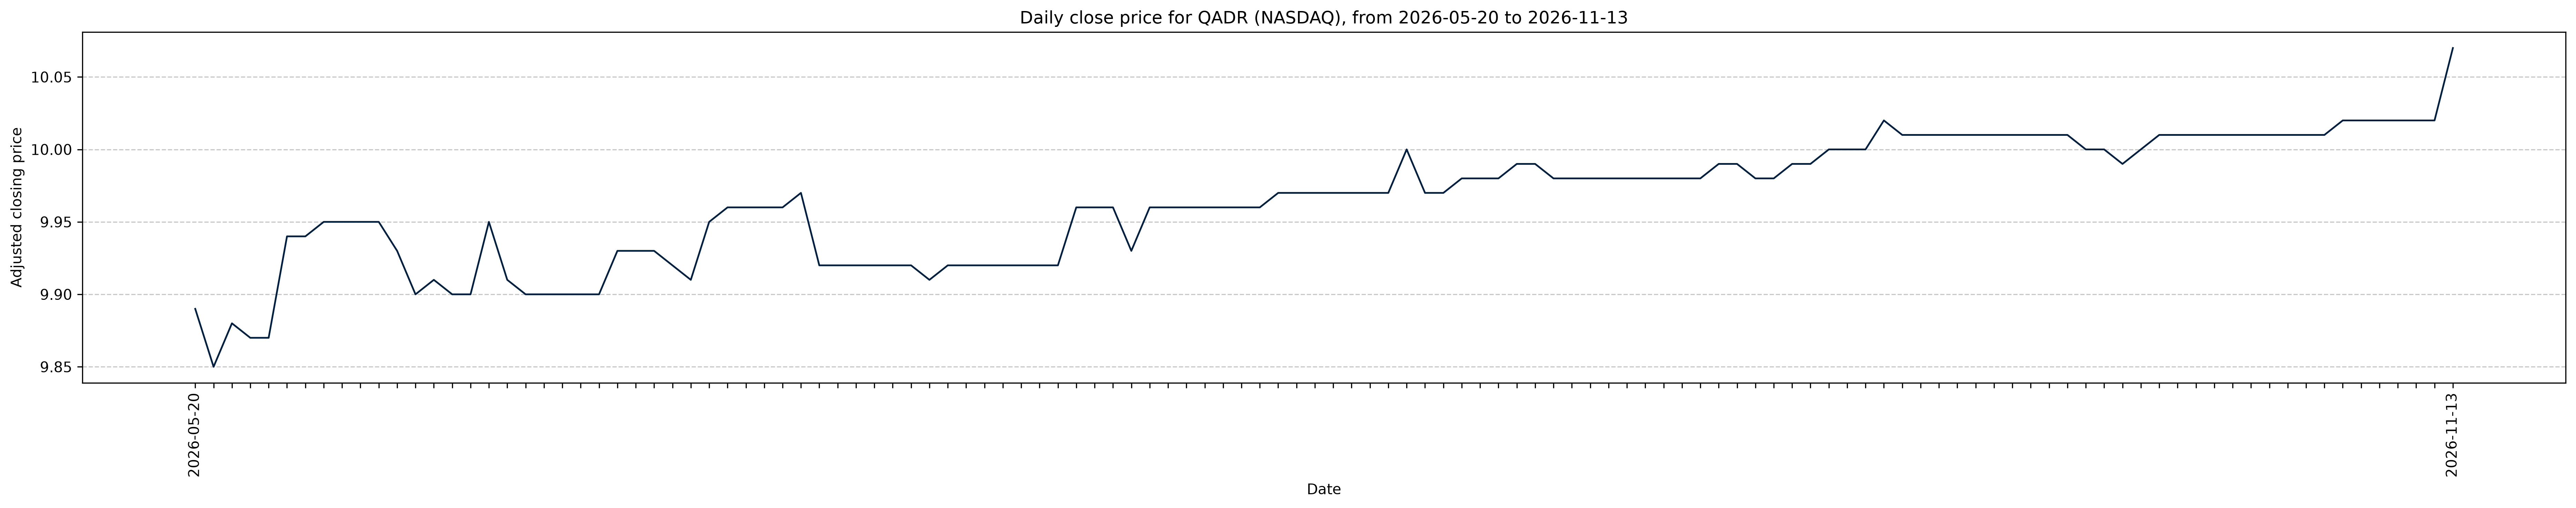 Daily close price for QADR (NASDAQ), from 2026-05-20 to 2026-11-13
Adjusted closing price
10.05
10.00
9.95
9.90
9.85
2026-05-20
2026-11-13
Date